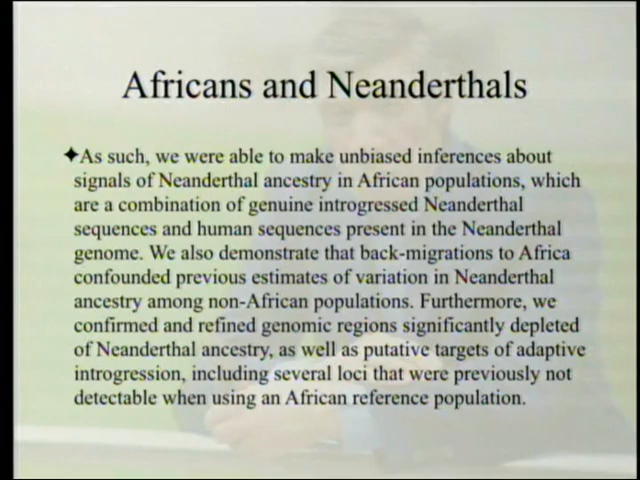 Africans and Neanderthals
✦As such, we were able to make unbiased inferences about
signals of Neanderthal ancestry in African populations, which
are a combination of genuine introgressed Neanderthal
sequences and human sequences present in the Neanderthal
genome. We also demonstrate that back-migrations to Africa
confounded previous estimates of variation in Neanderthal
ancestry among non-African populations. Furthermore, we
confirmed and refined genomic regions significantly depleted
of Neanderthal ancestry, as well as putative targets of adaptive
introgression, including several loci that were previously not
detectable when using an African reference population.